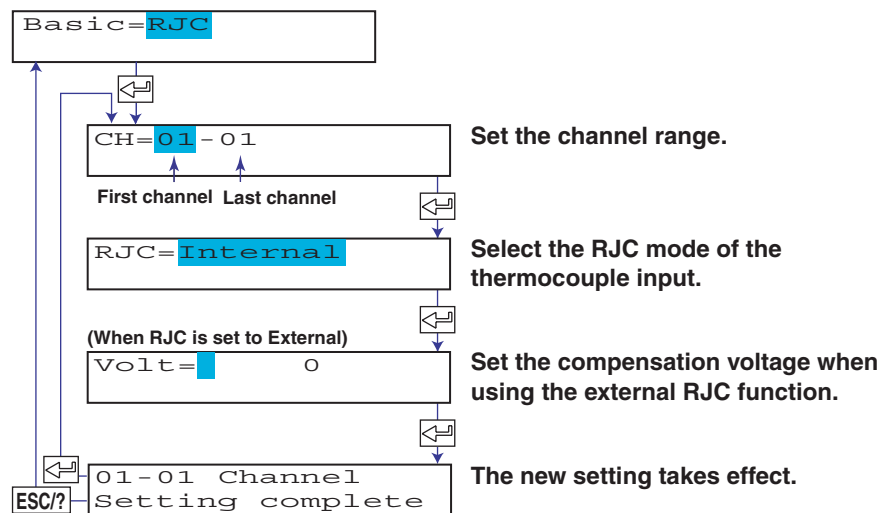 Basic=RJC
CH=01-01
Set the channel range.
First channel Last channel
RJC=Internal
Select the RJC mode of the
thermocouple input.
(When RJC is set to External)
Volt= 0
Set the compensation voltage when
using the external RJC function.
01-01 Channel
The new setting takes effect.
ESC/?
Setting complete